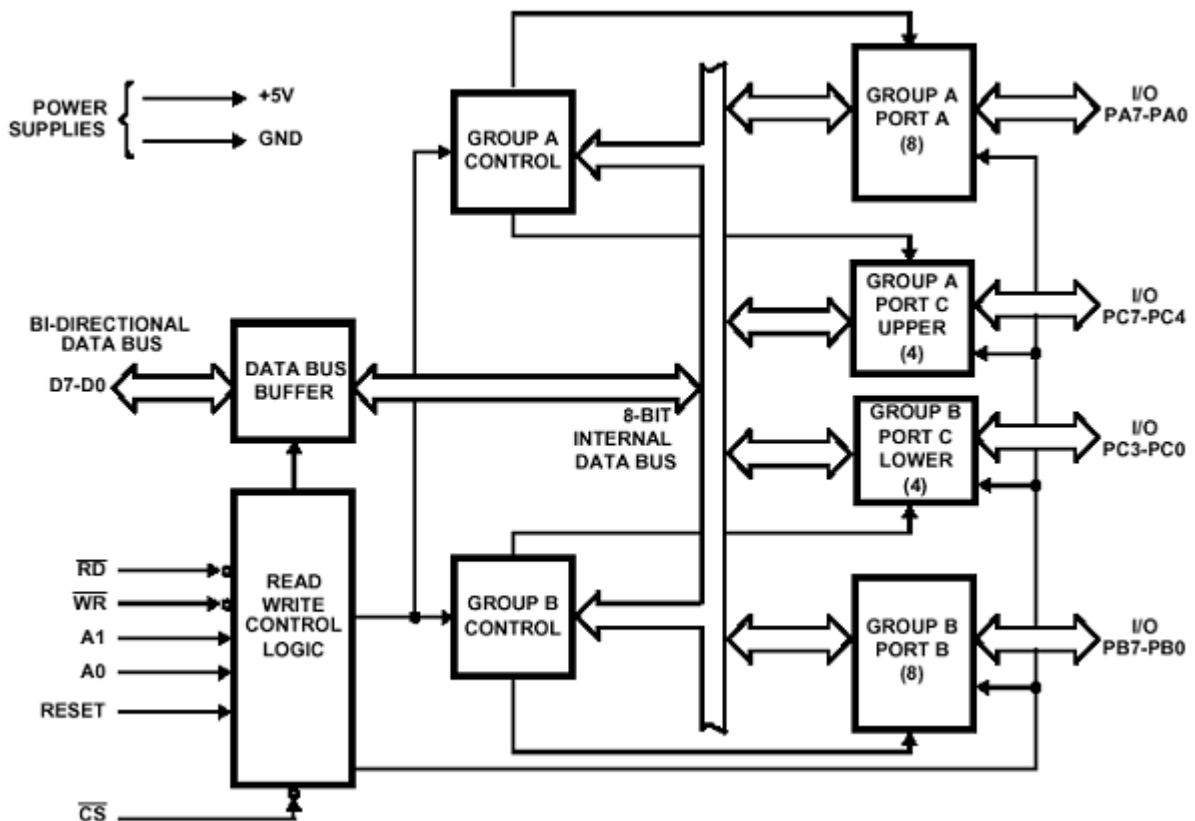 POWER
SUPPLIES
+5V
GND
GROUP A
CONTROL
GROUP A
PORT A
(8)
I/O
PA7-PA0
GROUP A
PORT C
UPPER
(4)
I/O
PC7-PC4
BI-DIRECTIONAL
DATA BUS
D7-D0
DATA BUS
BUFFER
8-BIT
INTERNAL
DATA BUS
GROUP B
PORT C
LOWER
(4)
I/O
PC3-PC0
RD
WR
A1
A0
RESET
CS
READ
WRITE
CONTROL
LOGIC
GROUP B
CONTROL
GROUP B
PORT B
(8)
I/O
PB7-PB0